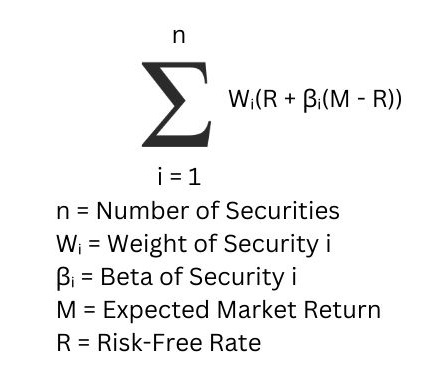 n
∑ Wᵢ(R + βᵢ(M - R))
i = 1
n = Number of Securities
Wᵢ = Weight of Security i
βᵢ = Beta of Security i
M = Expected Market Return
R = Risk-Free Rate